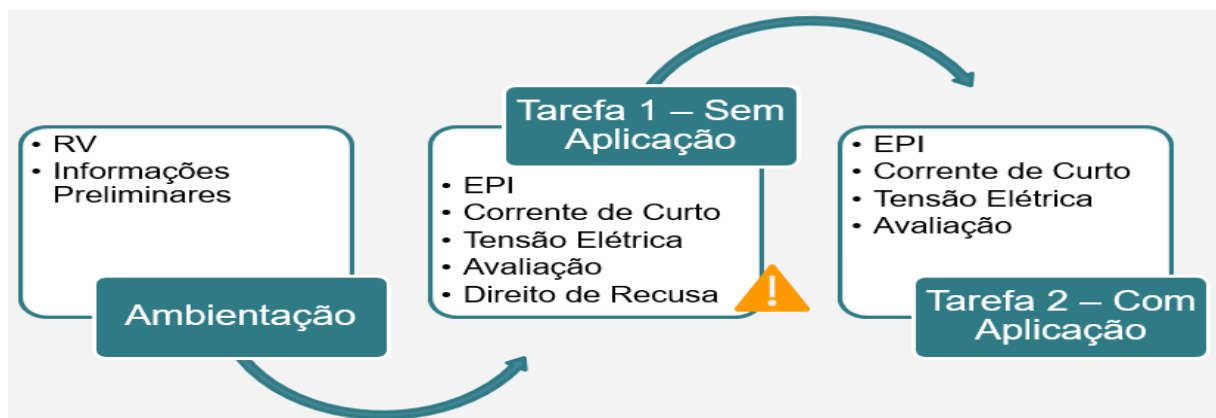 • RV
• Informações
Preliminares
Ambientação
Tarefa 1 – Sem
Aplicação
• EPI
• Corrente de Curto
• Tensão Elétrica
• Avaliação
• Direito de Recusa
!
• EPI
• Corrente de Curto
• Tensão Elétrica
• Avaliação
Tarefa 2 – Com
Aplicação